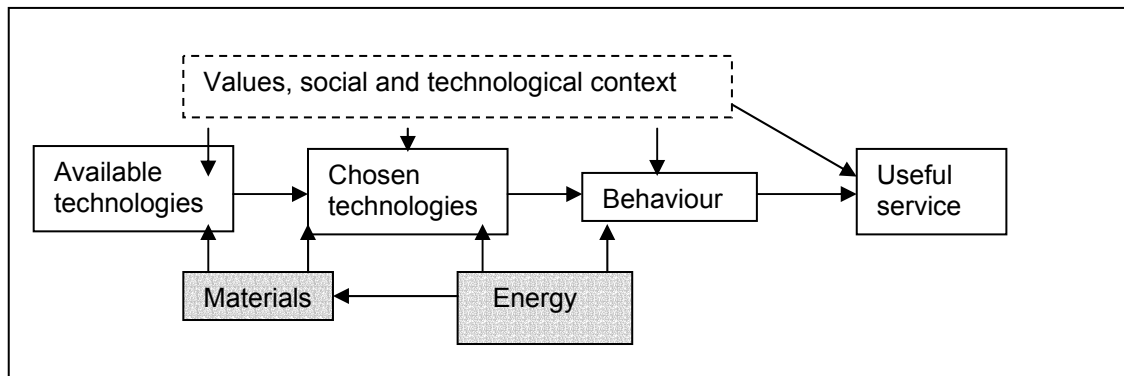 Values, social and technological context
Available
technologies
Chosen
technologies
Behaviour
Useful
service
Materials
Energy